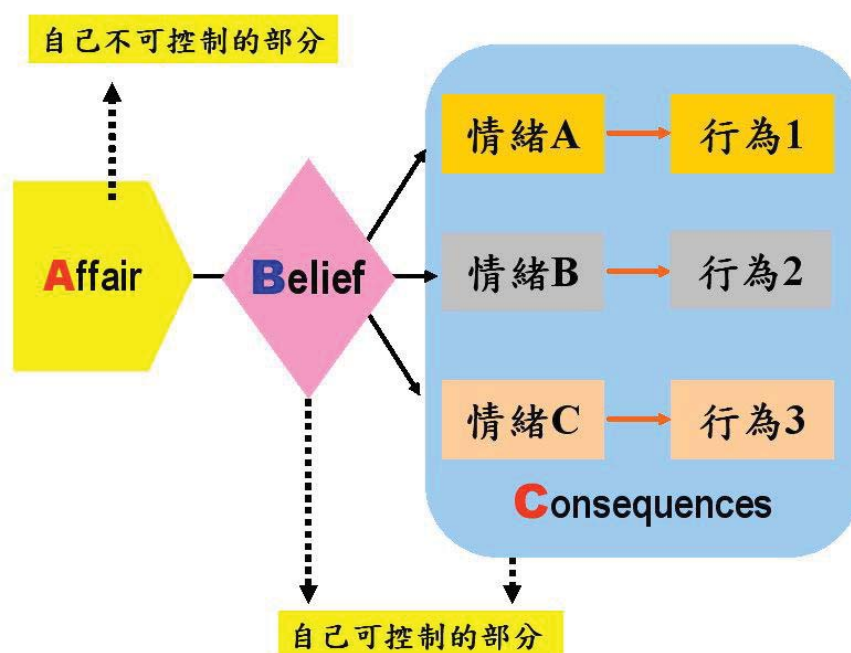 自己不可控制的部分
Affair
Belief
情緒A
行為1
情緒B
行為2
情緒C
行為3
Consequences
自己可控制的部分